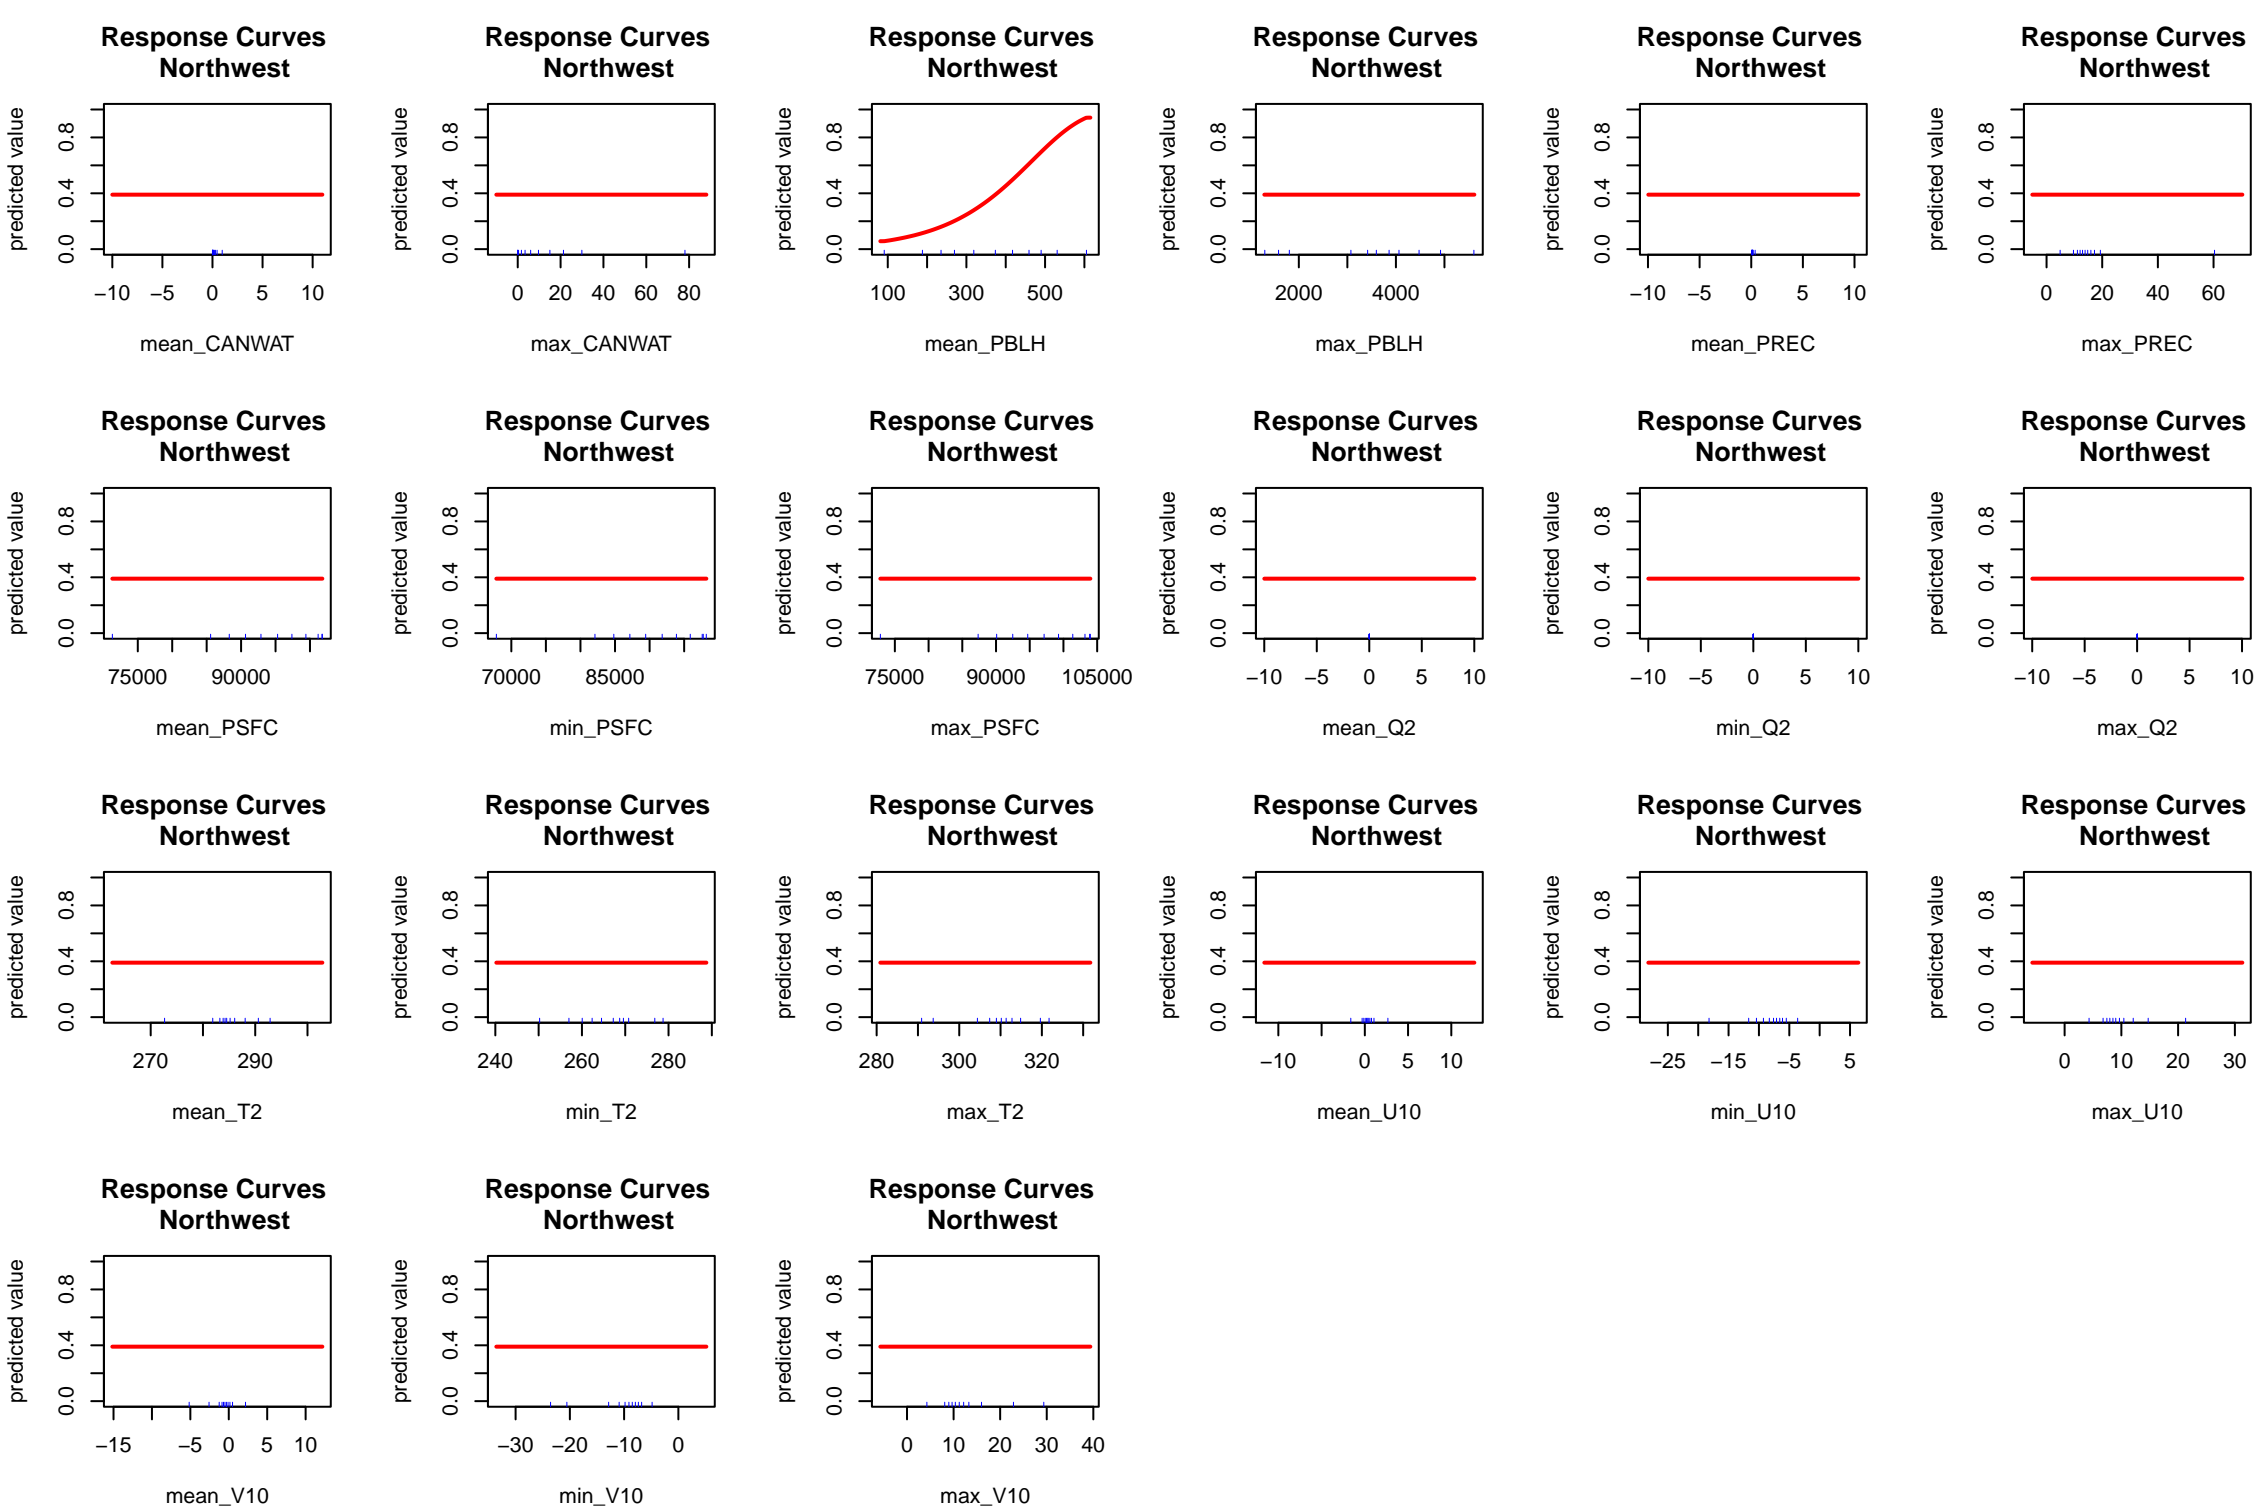 Response Curves Northwest
predicted value
0.0 0.4 0.8
−10 −5 0 5 10
mean_CANWAT
Response Curves Northwest
predicted value
0.0 0.4 0.8
0 20 40 60 80
max_CANWAT
Response Curves Northwest
predicted value
0.0 0.4 0.8
100 300 500
mean_PBLH
Response Curves Northwest
predicted value
0.0 0.4 0.8
2000 4000
max_PBLH
Response Curves Northwest
predicted value
0.0 0.4 0.8
−10 −5 0 5 10
mean_PREC
Response Curves Northwest
predicted value
0.0 0.4 0.8
0 20 40 60
max_PREC
Response Curves Northwest
predicted value
0.0 0.4 0.8
75000 90000
mean_PSFC
Response Curves Northwest
predicted value
0.0 0.4 0.8
70000 85000
min_PSFC
Response Curves Northwest
predicted value
0.0 0.4 0.8
75000 90000 105000
max_PSFC
Response Curves Northwest
predicted value
0.0 0.4 0.8
−10 −5 0 5 10
mean_Q2
Response Curves Northwest
predicted value
0.0 0.4 0.8
−10 −5 0 5 10
min_Q2
Response Curves Northwest
predicted value
0.0 0.4 0.8
−10 −5 0 5 10
max_Q2
Response Curves Northwest
predicted value
0.0 0.4 0.8
270 290
mean_T2
Response Curves Northwest
predicted value
0.0 0.4 0.8
240 260 280
min_T2
Response Curves Northwest
predicted value
0.0 0.4 0.8
280 300 320
max_T2
Response Curves Northwest
predicted value
0.0 0.4 0.8
−10 0 5 10
mean_U10
Response Curves Northwest
predicted value
0.0 0.4 0.8
−25 −15 −5 5
min_U10
Response Curves Northwest
predicted value
0.0 0.4 0.8
0 10 20 30
max_U10
Response Curves Northwest
predicted value
0.0 0.4 0.8
−15 −5 0 5 10
mean_V10
Response Curves Northwest
predicted value
0.0 0.4 0.8
−30 −20 −10 0
min_V10
Response Curves Northwest
predicted value
0.0 0.4 0.8
0 10 20 30 40
max_V10